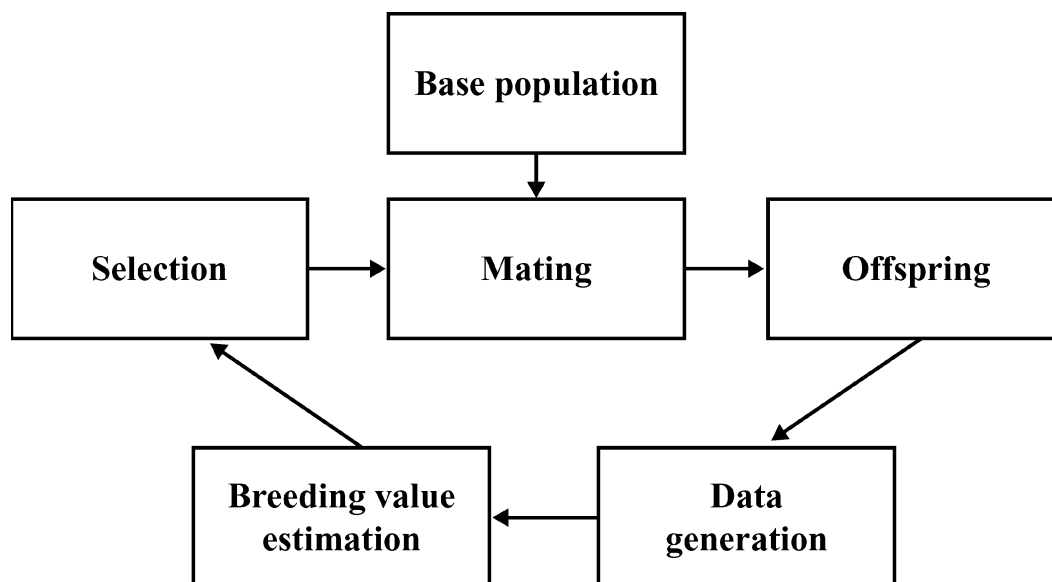 Base population
Selection
Mating
Offspring
Breeding value
estimation
Data
generation